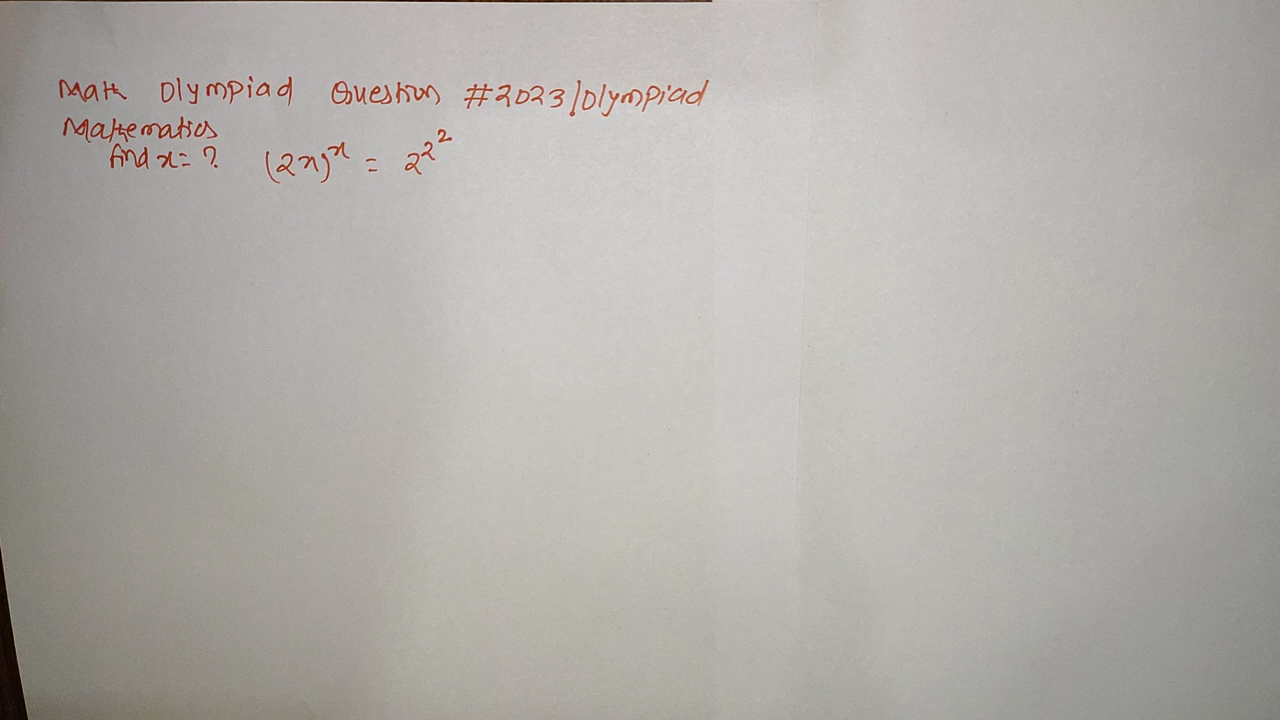 Math Olympiad Question #2023/Olympiad
Mathematics
find x=? (2x)^x = 2^2^2